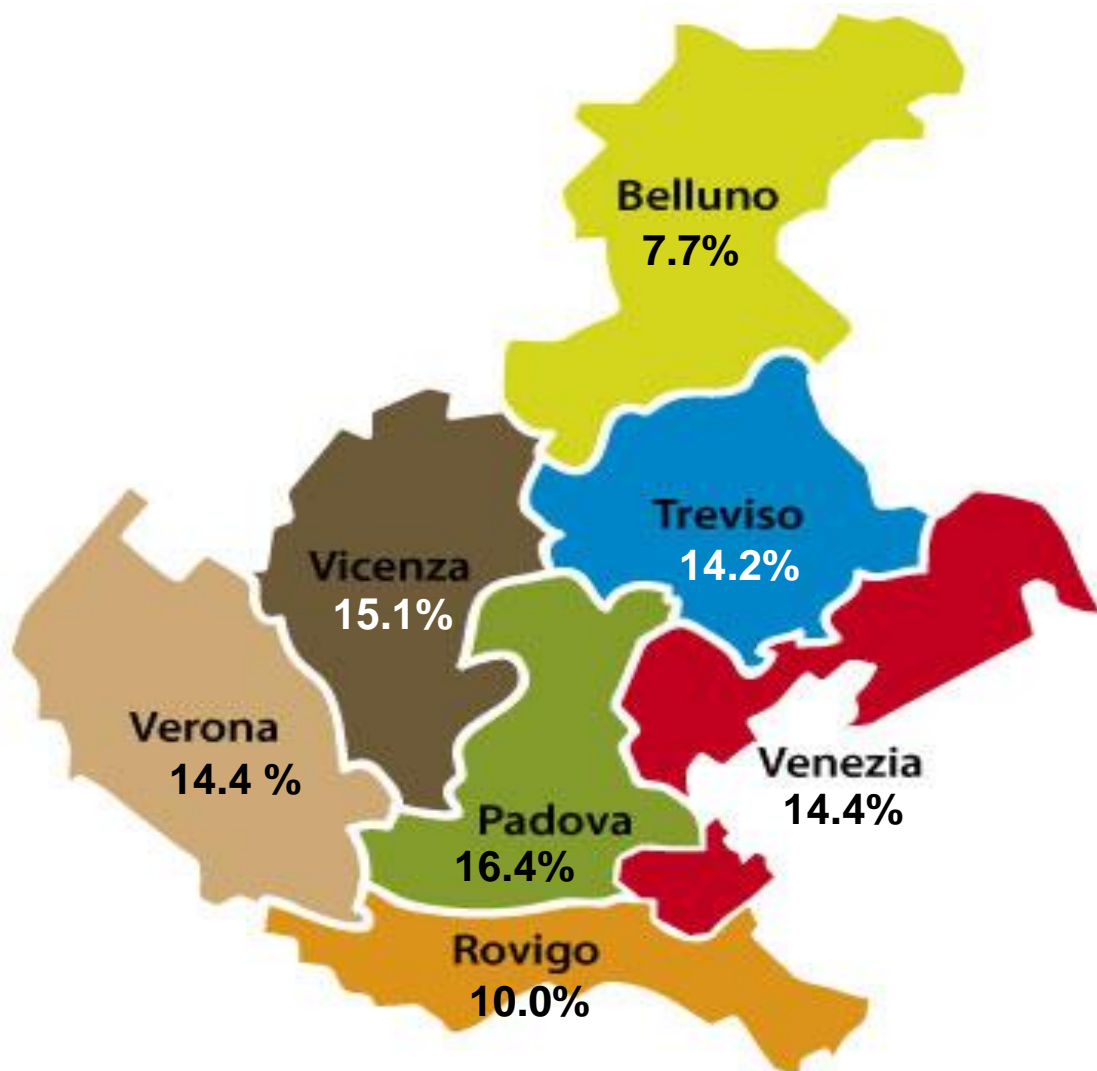 Belluno
7.7%
Treviso
14.2%
Vicenza
15.1%
Verona
14.4 %
Venezia
14.4%
Padova
16.4%
Rovigo
10.0%